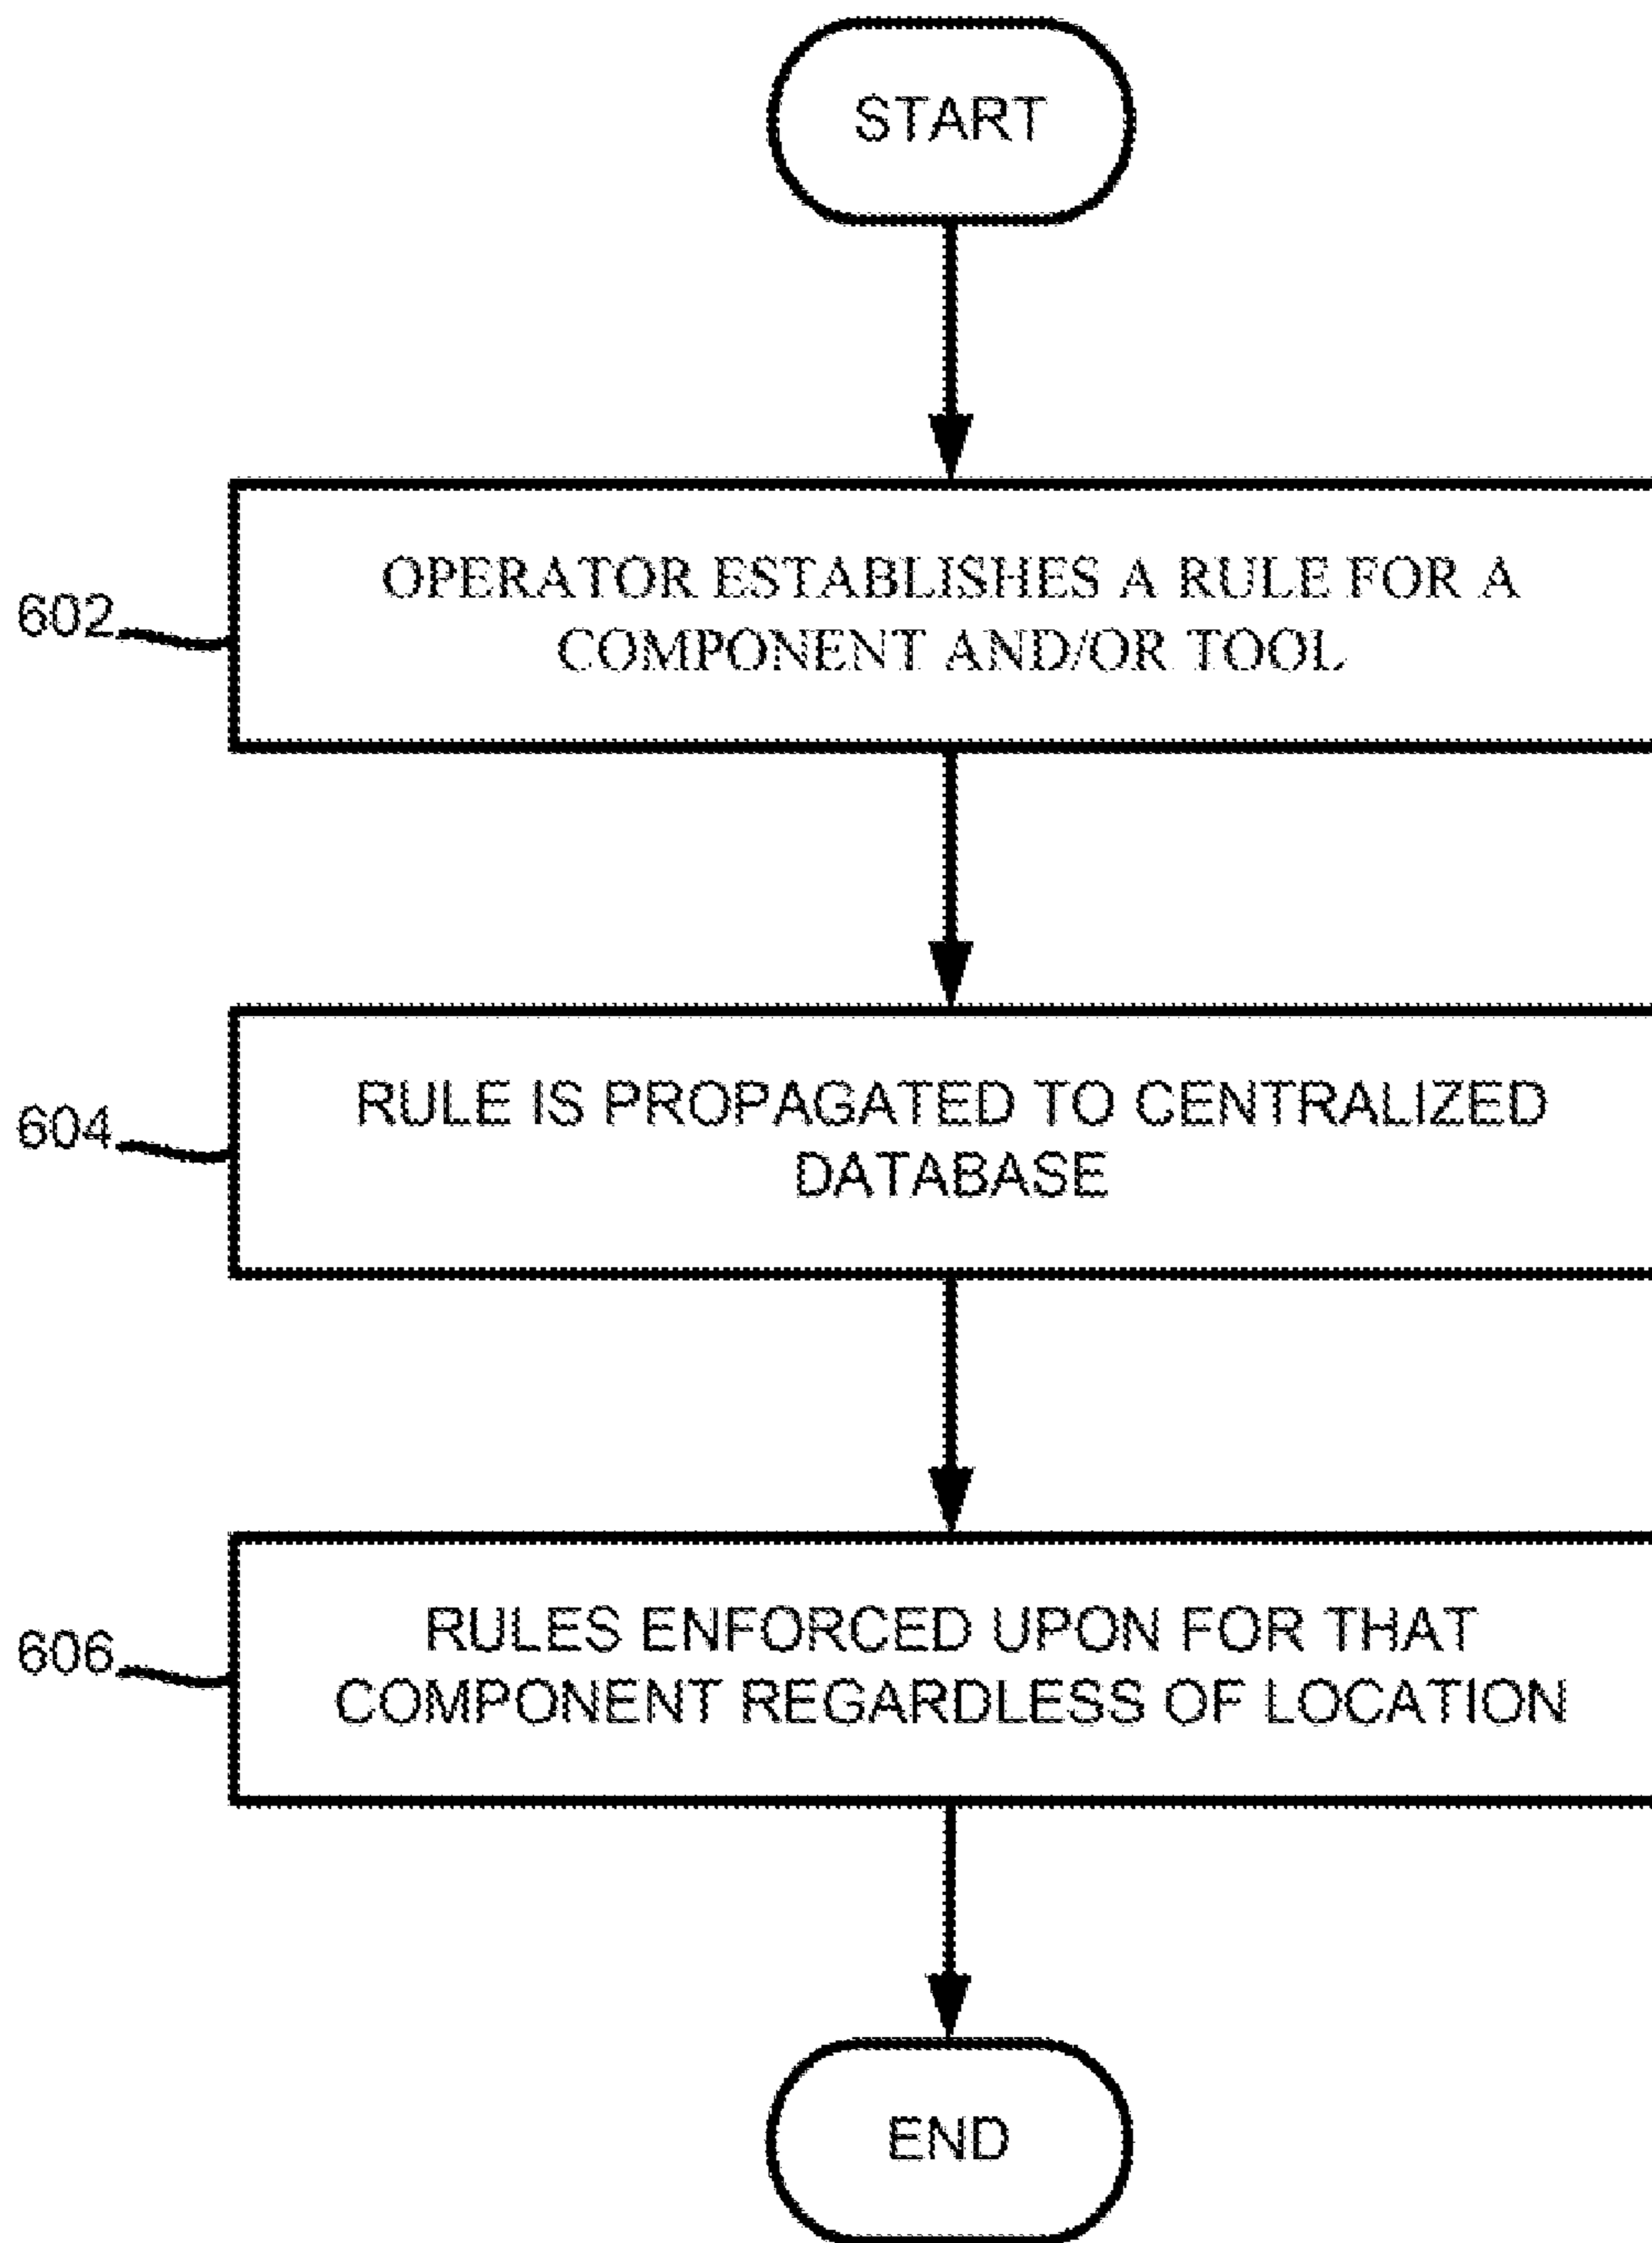 START
602
OPERATOR ESTABLISHES A RULE FOR A
COMPONENT AND/OR TOOL
604
RULE IS PROPAGATED TO CENTRALIZED
DATABASE
606
RULES ENFORCED UPON FOR THAT
COMPONENT REGARDLESS OF LOCATION
END